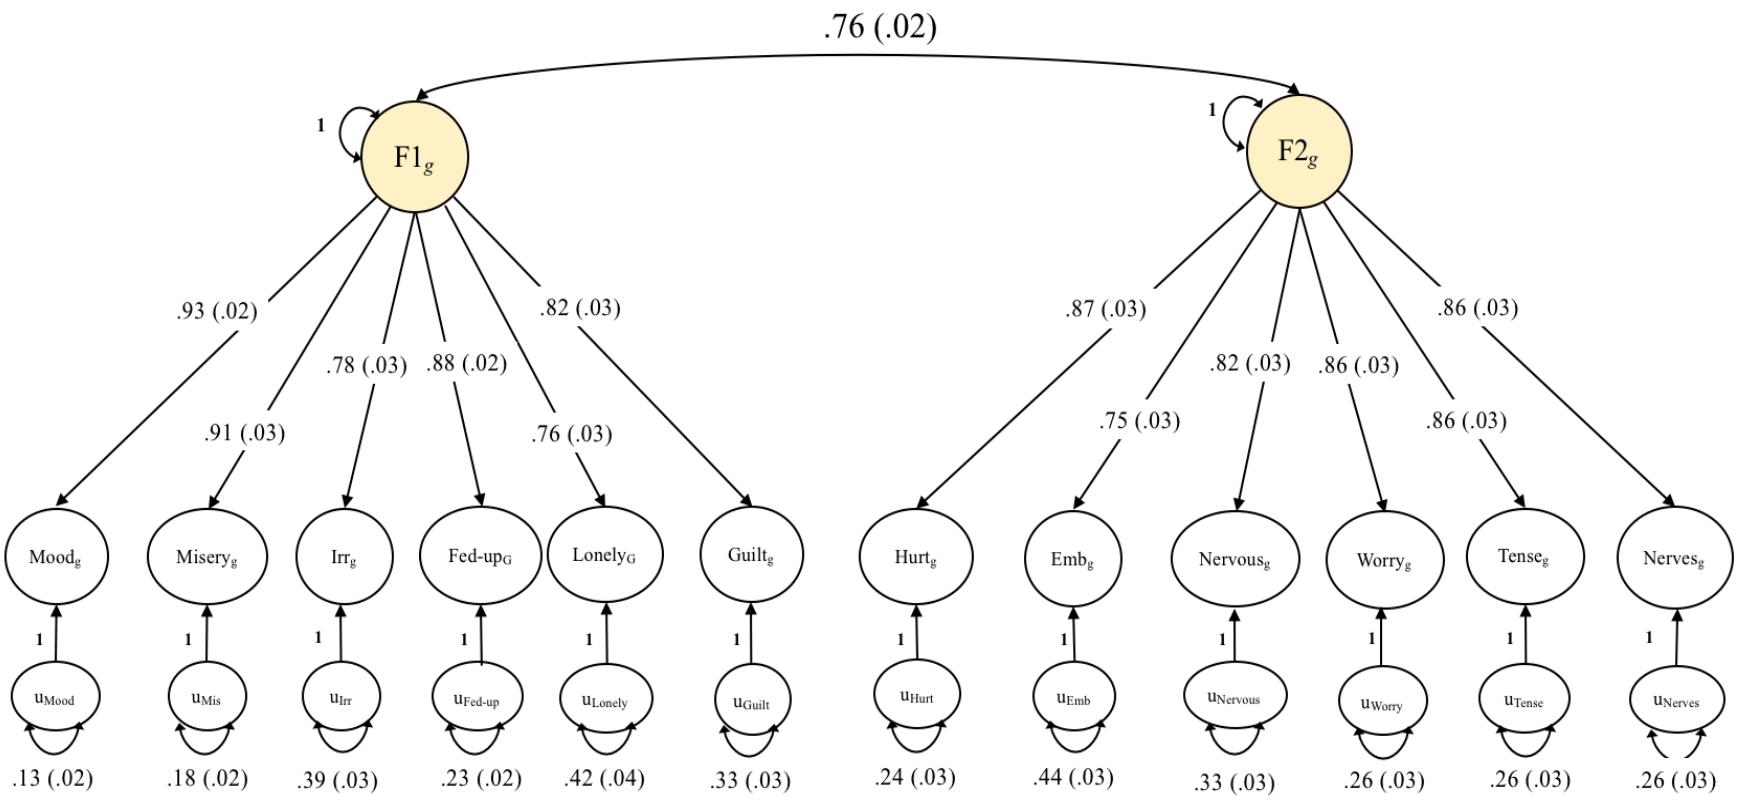 .76 (.02)
1
F1g
1
F2g
.93 (.02)
.82 (.03)
.78 (.03)
.88 (.02)
.91 (.03)
.76 (.03)
.87 (.03)
.86 (.03)
.82 (.03)
.86 (.03)
.75 (.03)
.86 (.03)
Moodg
Miseryg
Irrg
Fed-upG
LonelyG
Guiltg
Hurtg
Embg
Nervousg
Worryg
Tenseg
Nervesg
1
1
1
1
1
1
1
1
1
1
1
1
uMood
uMis
uIrr
uFed-up
uLonely
uGuilt
uHurt
uEmb
uNervous
uWorry
uTense
uNerves
.13 (.02)
.18 (.02)
.39 (.03)
.23 (.02)
.42 (.04)
.33 (.03)
.24 (.03)
.44 (.03)
.33 (.03)
.26 (.03)
.26 (.03)
.26 (.03)